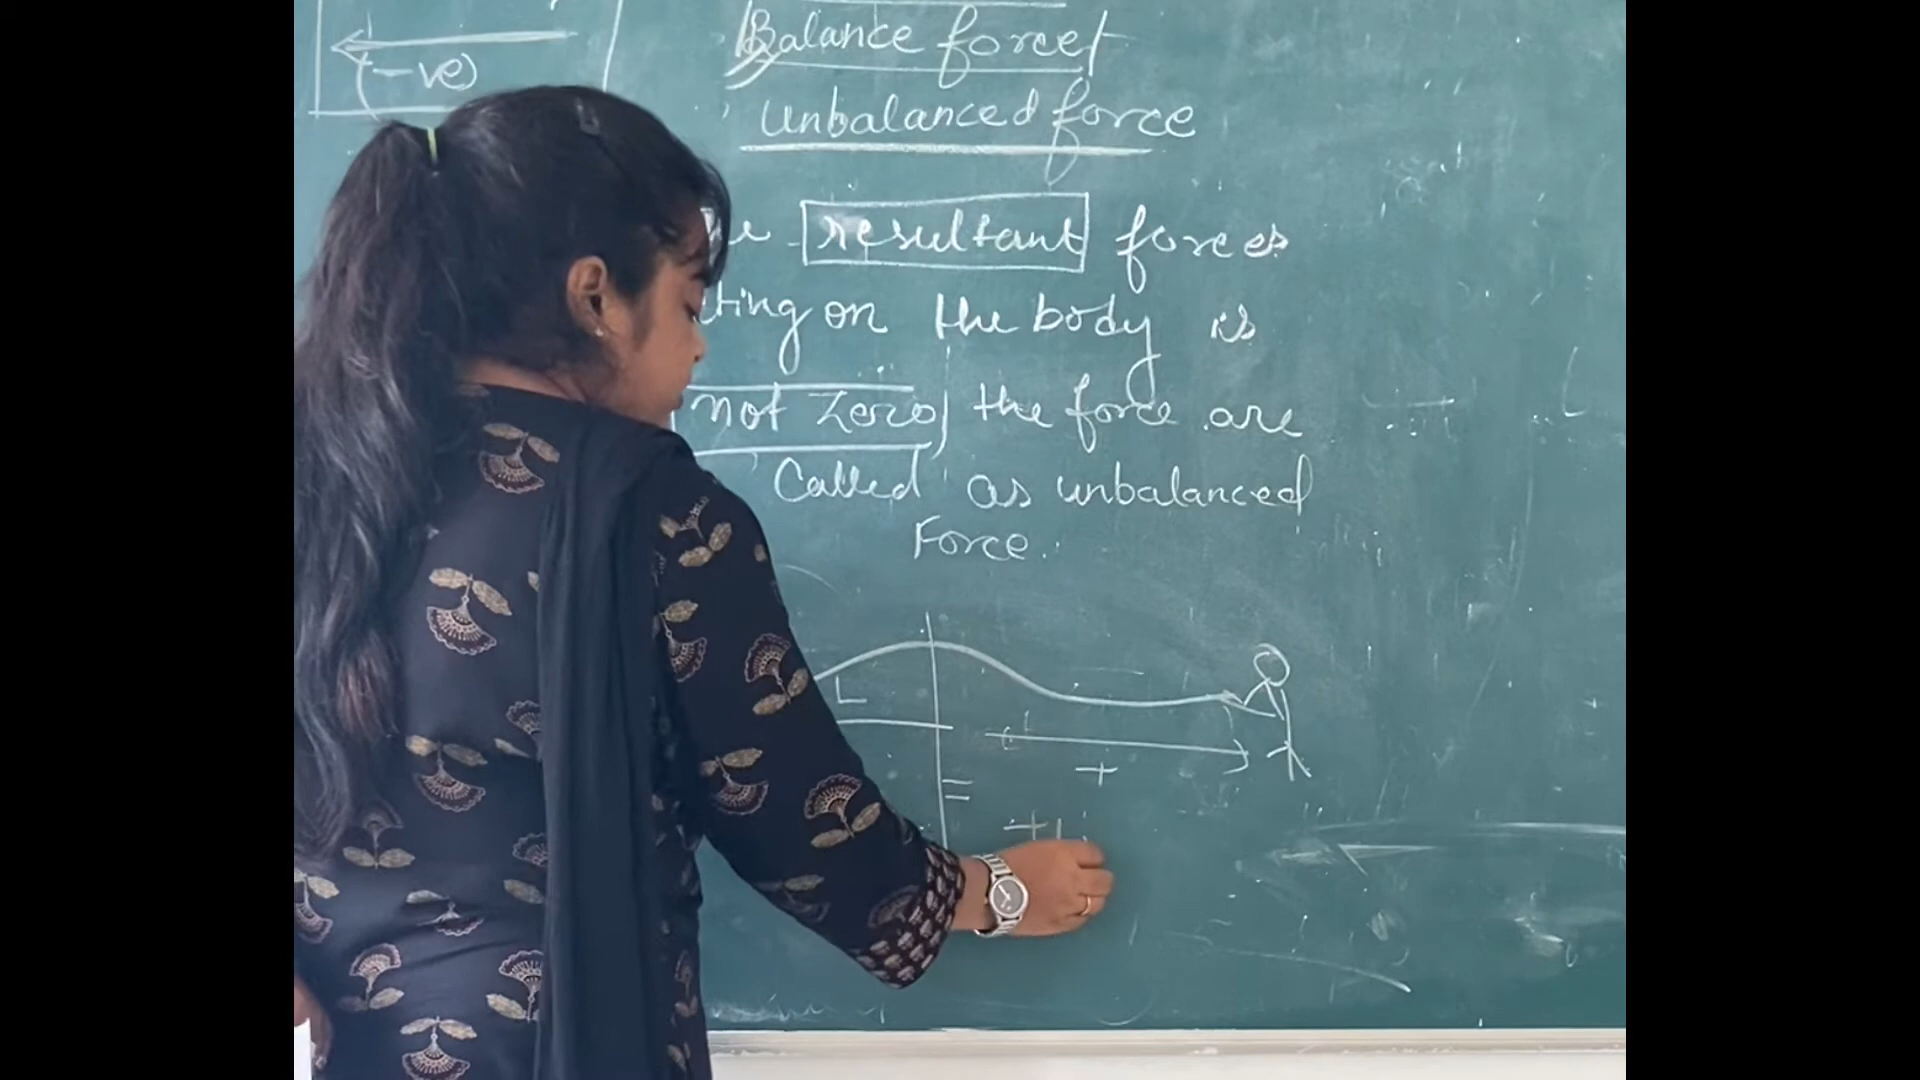 (-ve)
Balance force
Unbalanced force
resultant forces
on the body is
not zero, the force are
Called as unbalanced
Force.
L
+
=
+